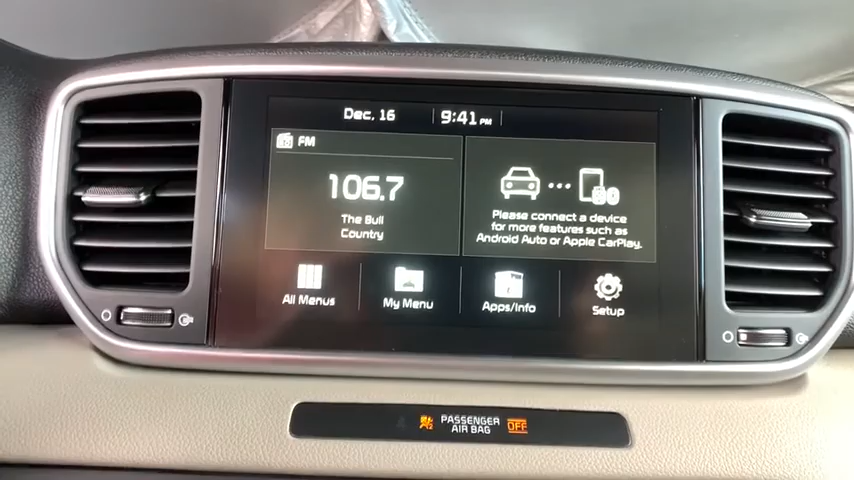 Dec. 16 9:41 PM
FM
106.7
The Bull
Country
Please connect a device
for more features such as
Android Auto or Apple CarPlay.
All Menus
My Menu
Apps/Info
Setup
PASSENGER
AIR BAG OFF